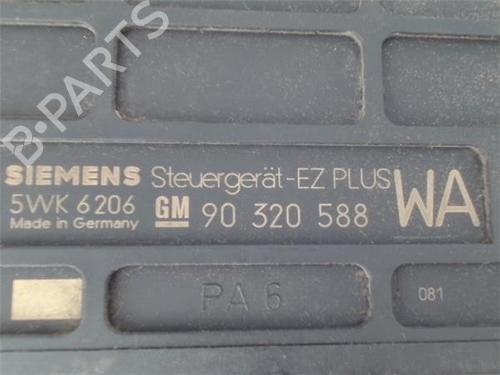 B-PARTS
SIEMENS Steuergerät-EZ PLUS WA
5WK 6206 GM 90 320 588
Made in Germany
PA 6
081